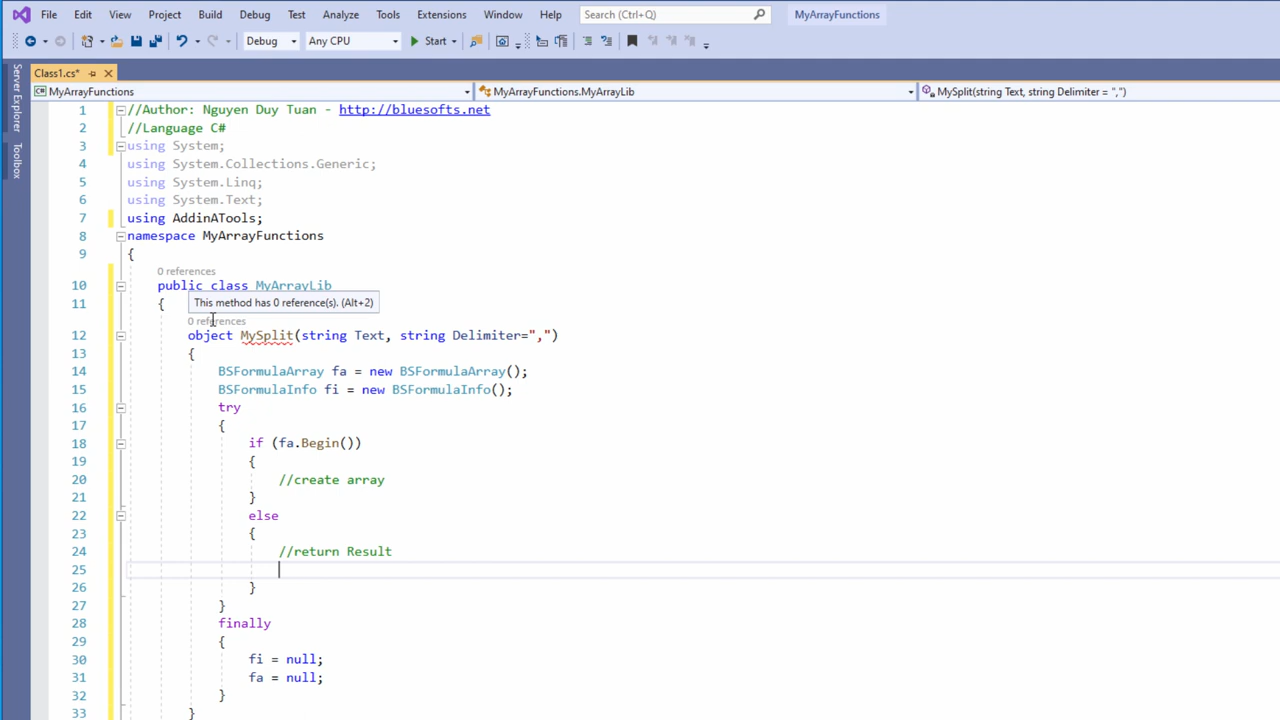 File Edit View Project Build Debug Test Analyze Tools Extensions Window Help Search (Ctrl+Q) MyArrayFunctions
Debug Any CPU Start
Class1.cs*
MyArrayFunctions MyArrayFunctions.MyArrayLib MySplit(string Text, string Delimiter = ",")
Server Explorer
Toolbox
1 //Author: Nguyen Duy Tuan - http://bluesofts.net
2 //Language C#
3 using System;
4 using System.Collections.Generic;
5 using System.Linq;
6 using System.Text;
7 using AddinATools;
8 namespace MyArrayFunctions
9 {
0 references
10 public class MyArrayLib
11 {
This method has 0 reference(s). (Alt+2)
0 references
12 object MySplit(string Text, string Delimiter=",")
13 {
14 BSFormulaArray fa = new BSFormulaArray();
15 BSFormulaInfo fi = new BSFormulaInfo();
16 try
17 {
18 if (fa.Begin())
19 {
20 //create array
21 }
22 else
23 {
24 //return Result
25
26 }
27 }
28 finally
29 {
30 fi = null;
31 fa = null;
32 }
33 }